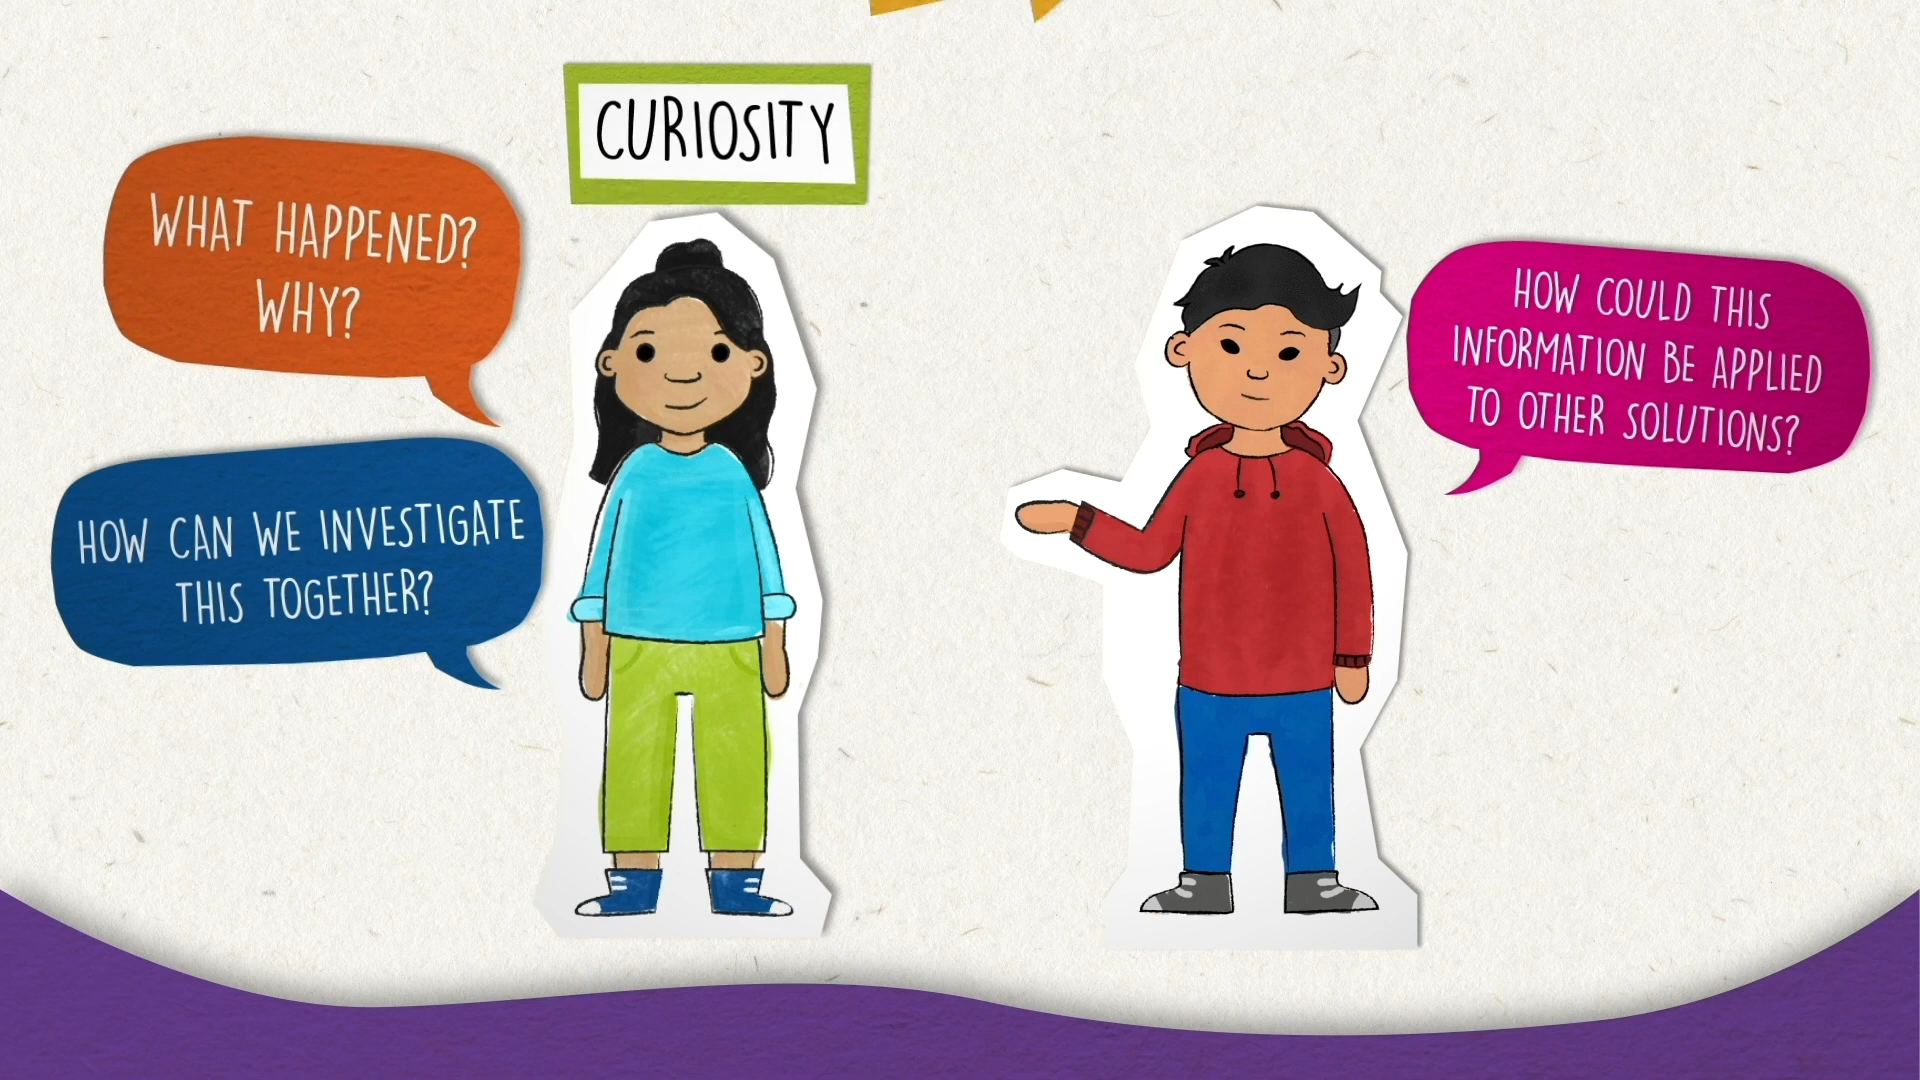 CURIOSITY
WHAT HAPPENED?
WHY?
HOW CAN WE INVESTIGATE
THIS TOGETHER?
HOW COULD THIS
INFORMATION BE APPLIED
TO OTHER SOLUTIONS?